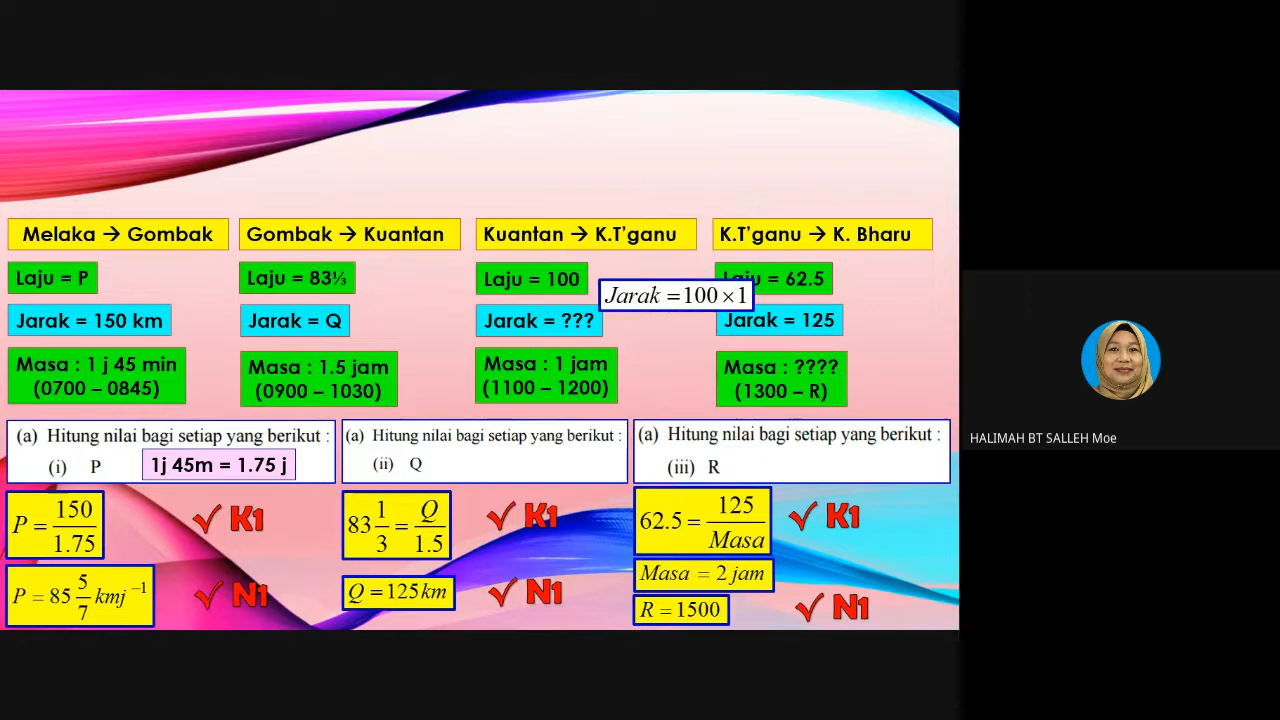 Melaka → Gombak
Laju = P
Jarak = 150 km
Masa : 1 j 45 min
(0700 – 0845)
Gombak → Kuantan
Laju = 83⅓
Jarak = Q
Masa : 1.5 jam
(0900 – 1030)
Kuantan → K.T'ganu
Laju = 100
Jarak = 100 × 1
Jarak = ???
Masa : 1 jam
(1100 – 1200)
K.T'ganu → K. Bharu
Laju = 62.5
Jarak = 125
Masa : ????
(1300 – R)
(a) Hitung nilai bagi setiap yang berikut :
(i) P
1j 45m = 1.75 j
P = 150/1.75
√ K1
P = 85 5/7 kmj⁻¹
√ N1
(a) Hitung nilai bagi setiap yang berikut :
(ii) Q
83 1/3 = Q/1.5
√ K1
Q = 125 km
√ N1
(a) Hitung nilai bagi setiap yang berikut :
(iii) R
62.5 = 125/Masa
√ K1
Masa = 2 jam
R = 1500
√ N1
HALIMAH BT SALLEH Moe